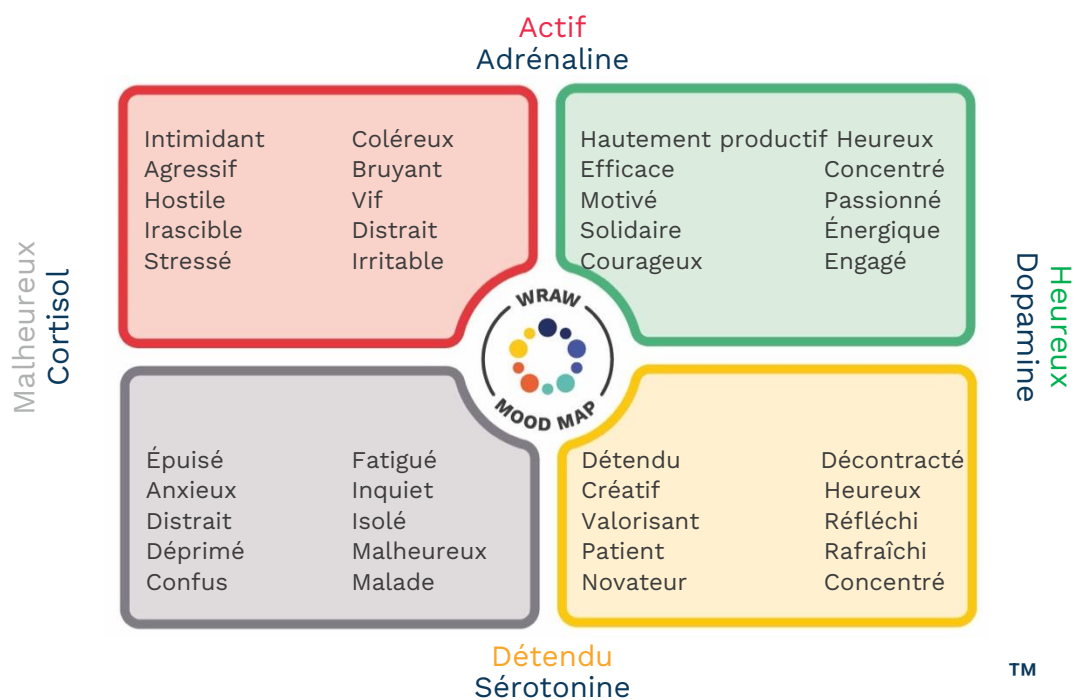 Actif
Adrénaline
Intimidant Coléreux
Agressif Bruyant
Hostile Vif
Irascible Distrait
Stressé Irritable
Hautement productif Heureux
Efficace Concentré
Motivé Passionné
Solidaire Énergique
Courageux Engagé
Malheureux
Cortisol
WRAW
MOOD MAP
Heureux
Dopamine
Épuisé Fatigué
Anxieux Inquiet
Distrait Isolé
Déprimé Malheureux
Confus Malade
Détendu Décontracté
Créatif Heureux
Valorisant Réfléchi
Patient Rafraîchi
Novateur Concentré
Détendu
Sérotonine
TM